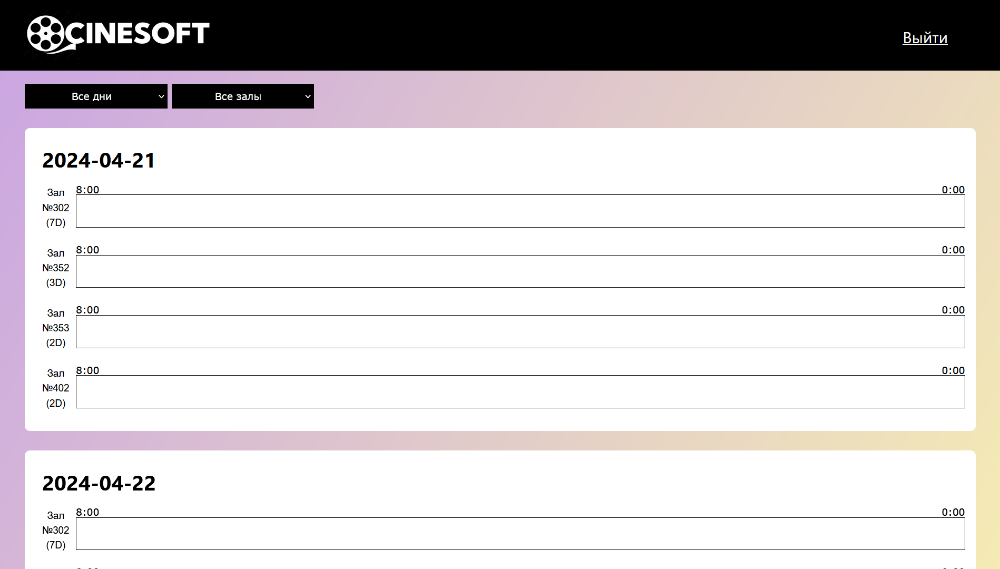 CINESOFT
Выйти
Все дни
Все залы
2024-04-21
8:00
0:00
Зал
№302
(7D)
8:00
0:00
Зал
№352
(3D)
8:00
0:00
Зал
№353
(2D)
8:00
0:00
Зал
№402
(2D)
2024-04-22
8:00
0:00
Зал
№302
(7D)